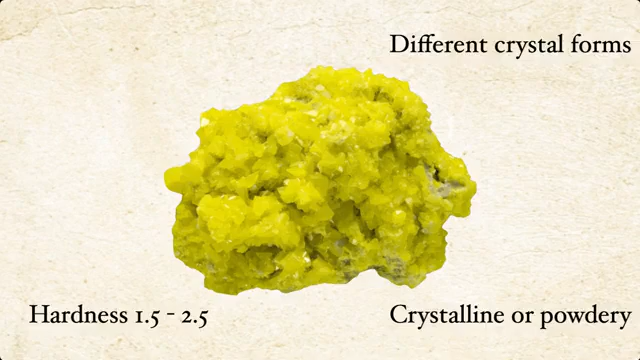 Different crystal forms
Hardness 1.5 - 2.5
Crystalline or powdery